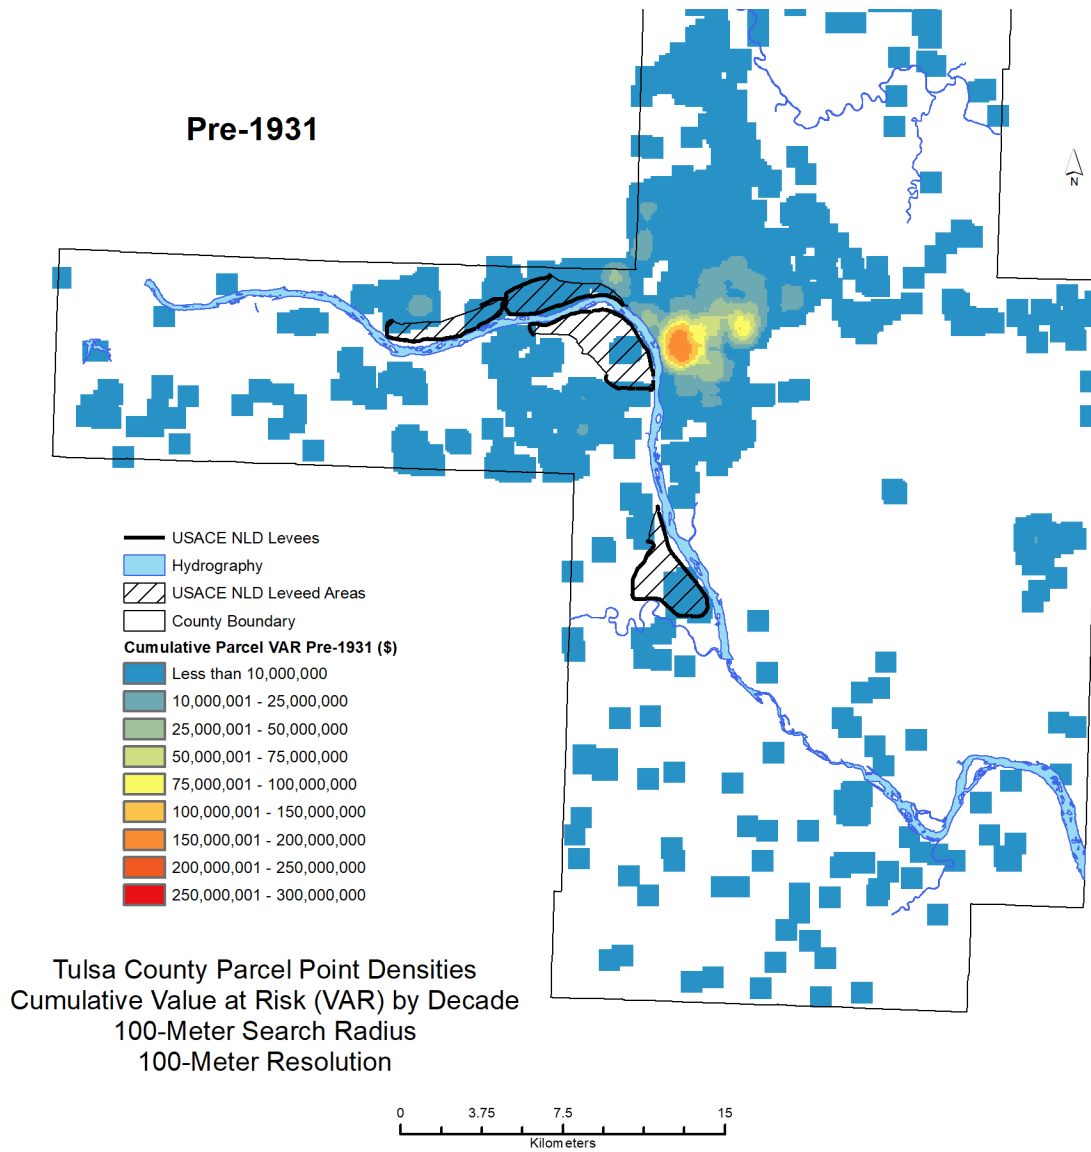 Pre-1931
N
USACE NLD Levees
Hydrography
USACE NLD Leveed Areas
County Boundary
Cumulative Parcel VAR Pre-1931 ($)
Less than 10,000,000
10,000,001 - 25,000,000
25,000,001 - 50,000,000
50,000,001 - 75,000,000
75,000,001 - 100,000,000
100,000,001 - 150,000,000
150,000,001 - 200,000,000
200,000,001 - 250,000,000
250,000,001 - 300,000,000
Tulsa County Parcel Point Densities
Cumulative Value at Risk (VAR) by Decade
100-Meter Search Radius
100-Meter Resolution
0 3.75 7.5 15
Kilometers